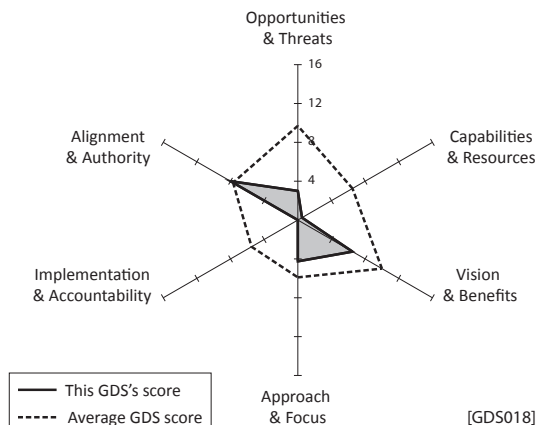 Opportunities
& Threats
16
12
8
4
Alignment
& Authority
Capabilities
& Resources
Implementation
& Accountability
Vision
& Benefits
Approach
& Focus
This GDS's score
Average GDS score
[GDS018]